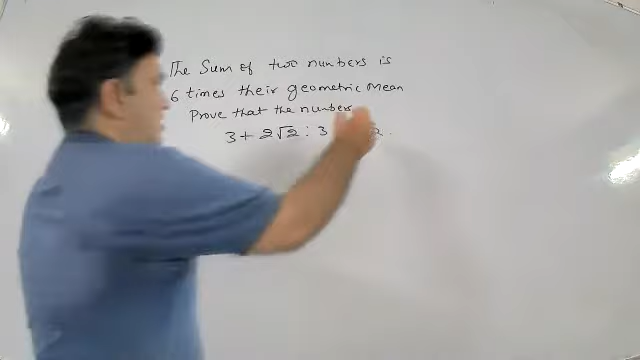 The Sum of two numbers is
6 times their geometric Mean
Prove that the numbers
3 + 2√2 : 3